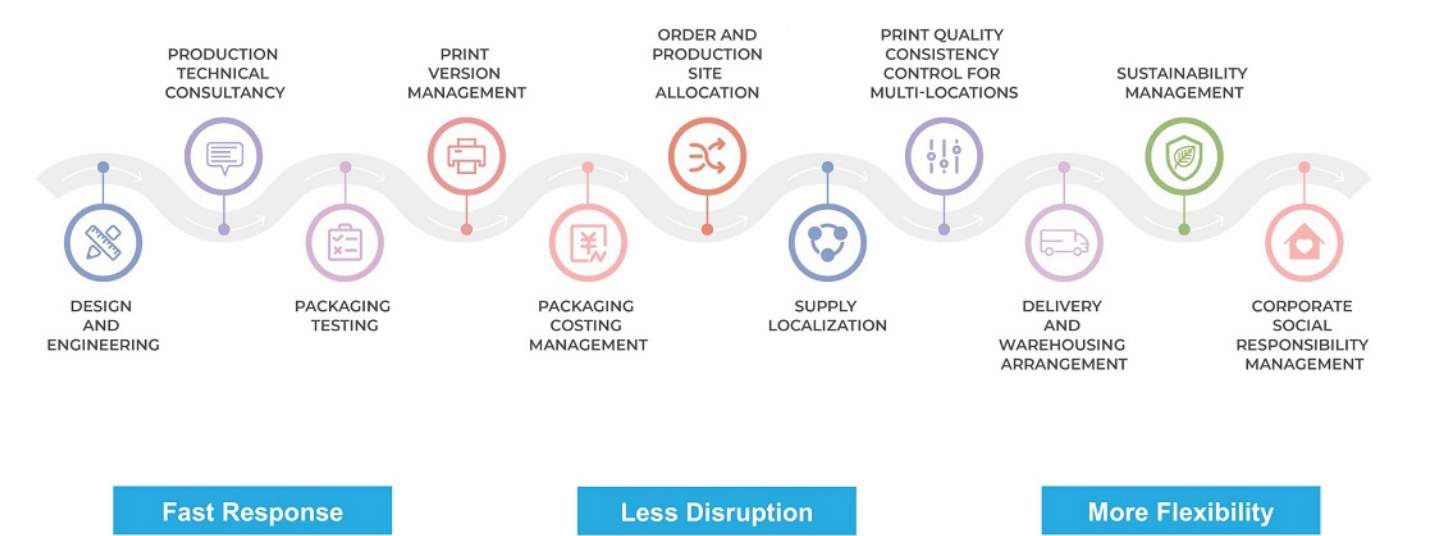 DESIGN
AND
ENGINEERING
PRODUCTION
TECHNICAL
CONSULTANCY
PACKAGING
TESTING
PRINT
VERSION
MANAGEMENT
PACKAGING
COSTING
MANAGEMENT
ORDER AND
PRODUCTION
SITE
ALLOCATION
SUPPLY
LOCALIZATION
PRINT QUALITY
CONSISTENCY
CONTROL FOR
MULTI-LOCATIONS
DELIVERY
AND
WAREHOUSING
ARRANGEMENT
SUSTAINABILITY
MANAGEMENT
CORPORATE
SOCIAL
RESPONSIBILITY
MANAGEMENT
Fast Response
Less Disruption
More Flexibility